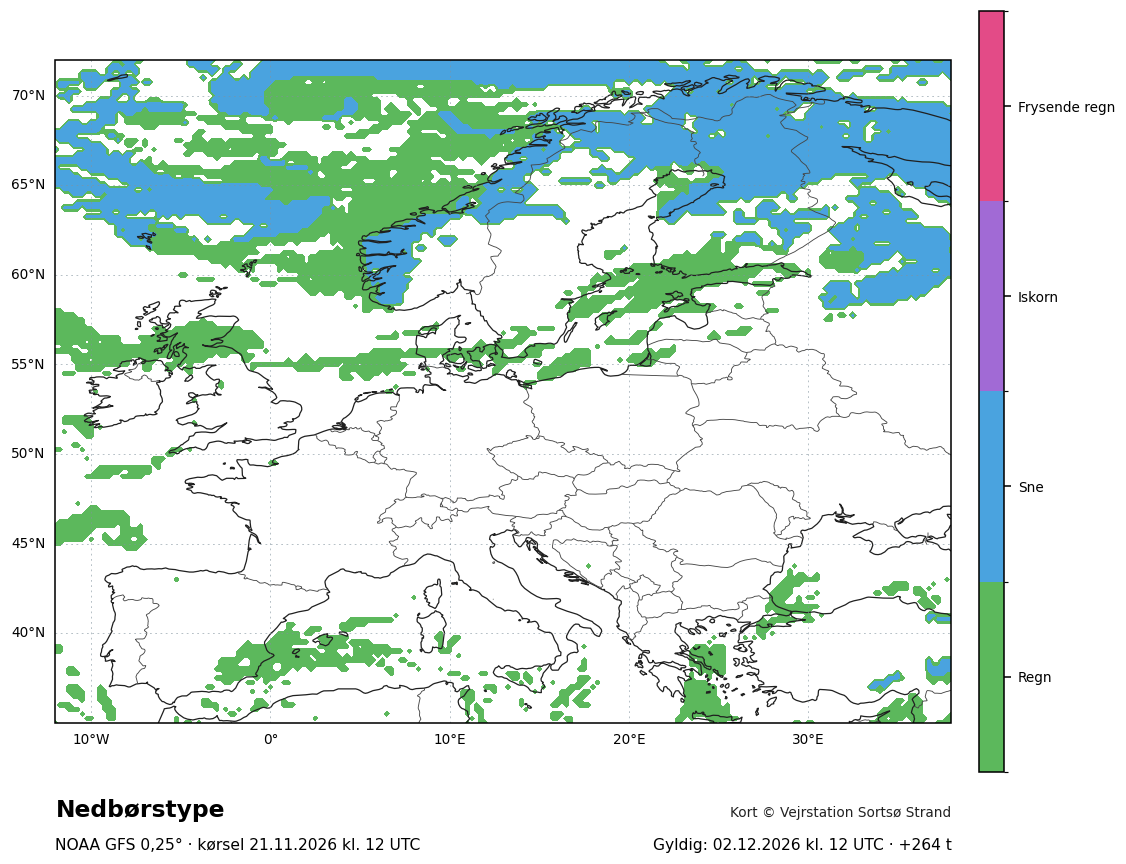 70°N
65°N
60°N
55°N
50°N
45°N
40°N
10°W
0°
10°E
20°E
30°E
Frysende regn
Iskorn
Sne
Regn
Nedbørstype
Kort © Vejrstation Sortsø Strand
NOAA GFS 0,25° · kørsel 21.11.2026 kl. 12 UTC
Gyldig: 02.12.2026 kl. 12 UTC · +264 t